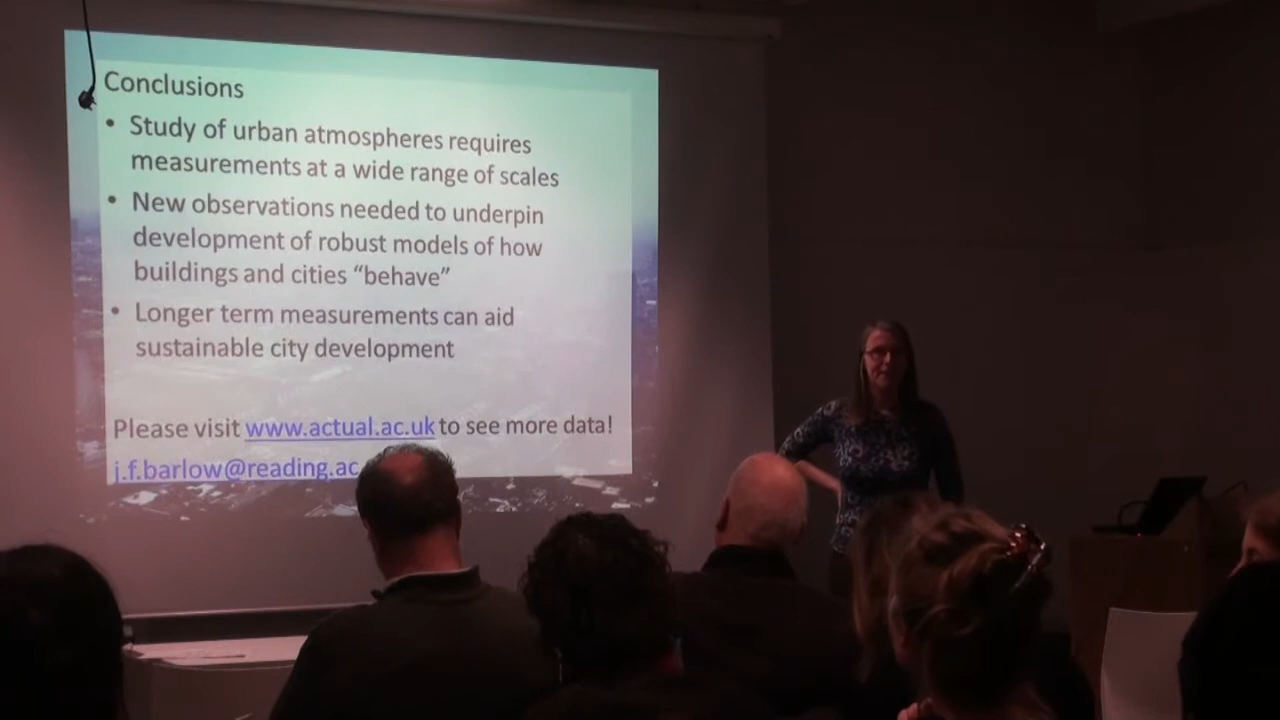 Conclusions
• Study of urban atmospheres requires
measurements at a wide range of scales
• New observations needed to underpin
development of robust models of how
buildings and cities “behave”
• Longer term measurements can aid
sustainable city development
Please visit www.actual.ac.uk to see more data!
j.f.barlow@reading.ac